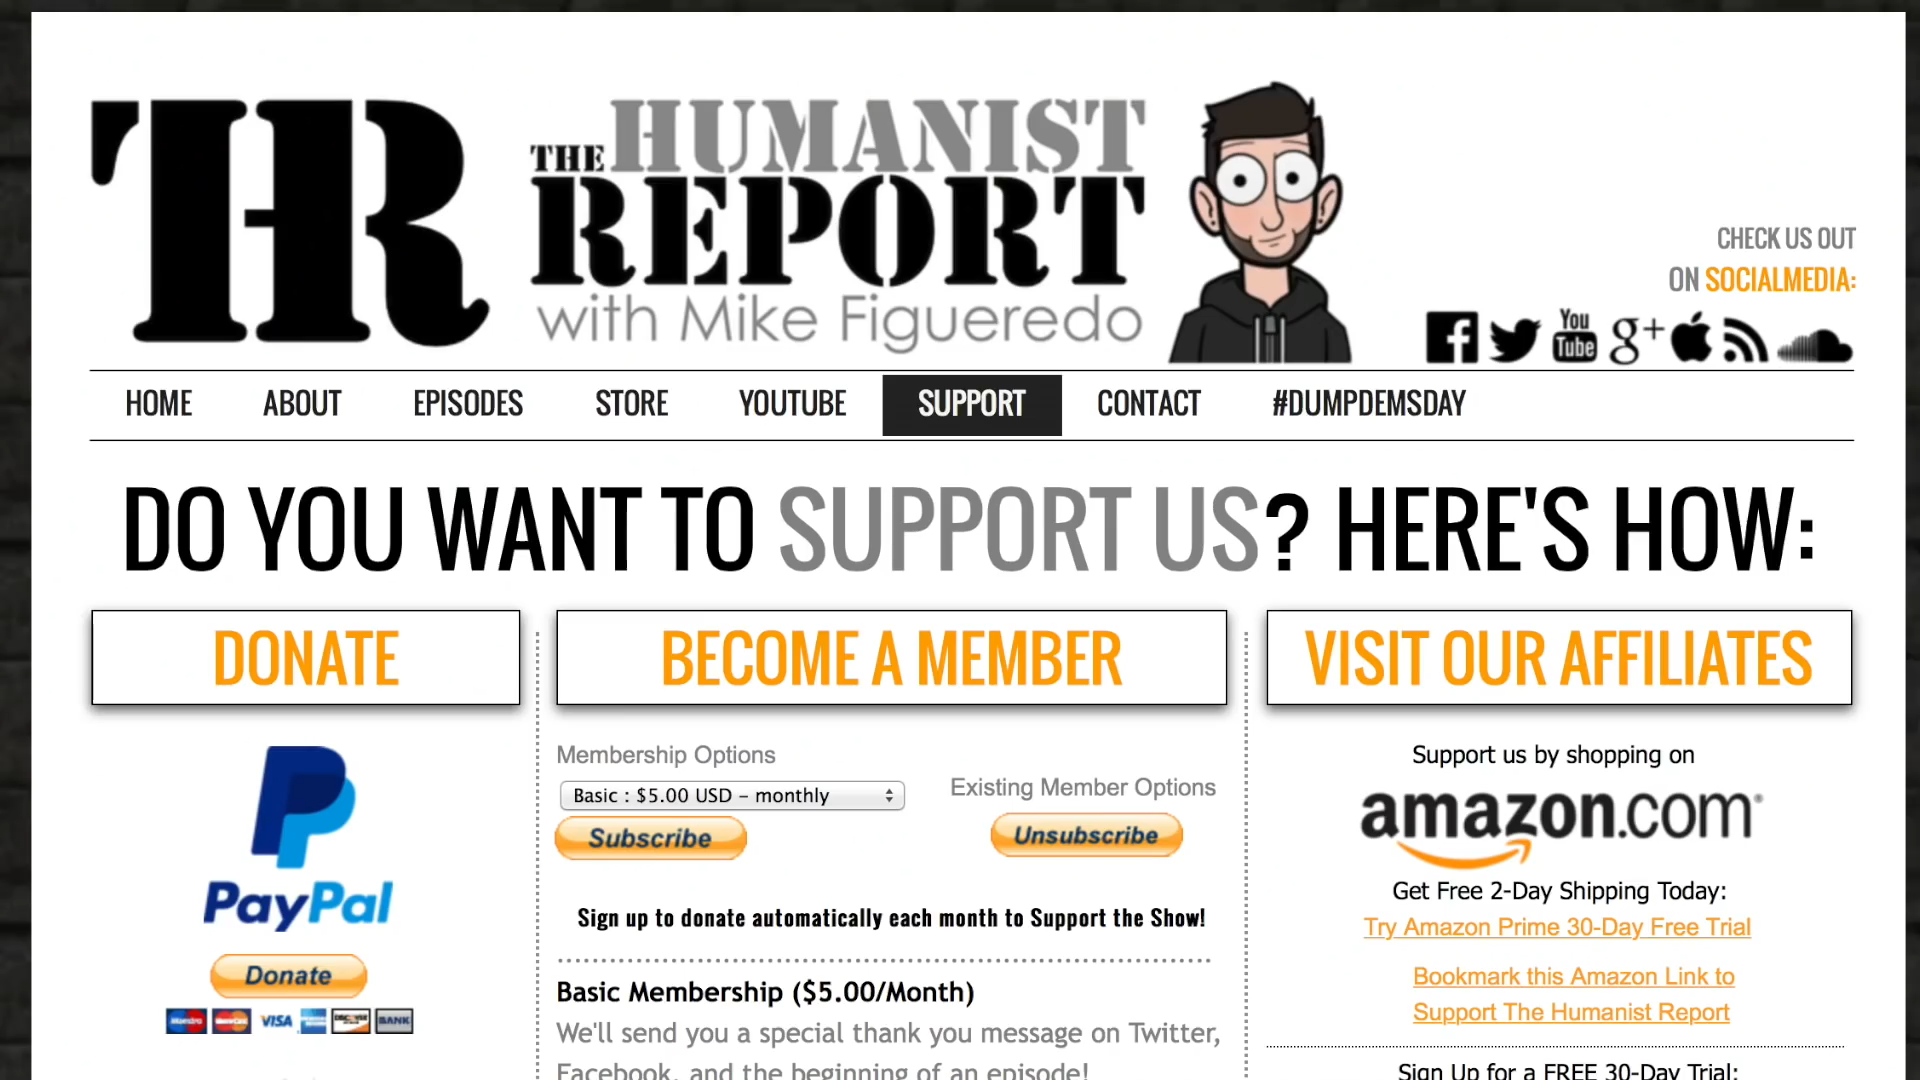 THR
THE HUMANIST
REPORT
with Mike Figueredo
CHECK US OUT
ON SOCIALMEDIA:
You
Tube
g+
HOME ABOUT EPISODES STORE YOUTUBE SUPPORT CONTACT #DUMPDEMSDAY
DO YOU WANT TO SUPPORT US? HERE'S HOW:
DONATE
PayPal
Donate
VISA
DISCOVER
BANK
BECOME A MEMBER
Membership Options
Basic : $5.00 USD – monthly
Subscribe
Existing Member Options
Unsubscribe
Sign up to donate automatically each month to Support the Show!
Basic Membership ($5.00/Month)
We'll send you a special thank you message on Twitter,
Facebook, and the beginning of an episode!
VISIT OUR AFFILIATES
Support us by shopping on
amazon.com
Get Free 2-Day Shipping Today:
Try Amazon Prime 30-Day Free Trial
Bookmark this Amazon Link to
Support The Humanist Report
Sign Up for a FREE 30-Day Trial: